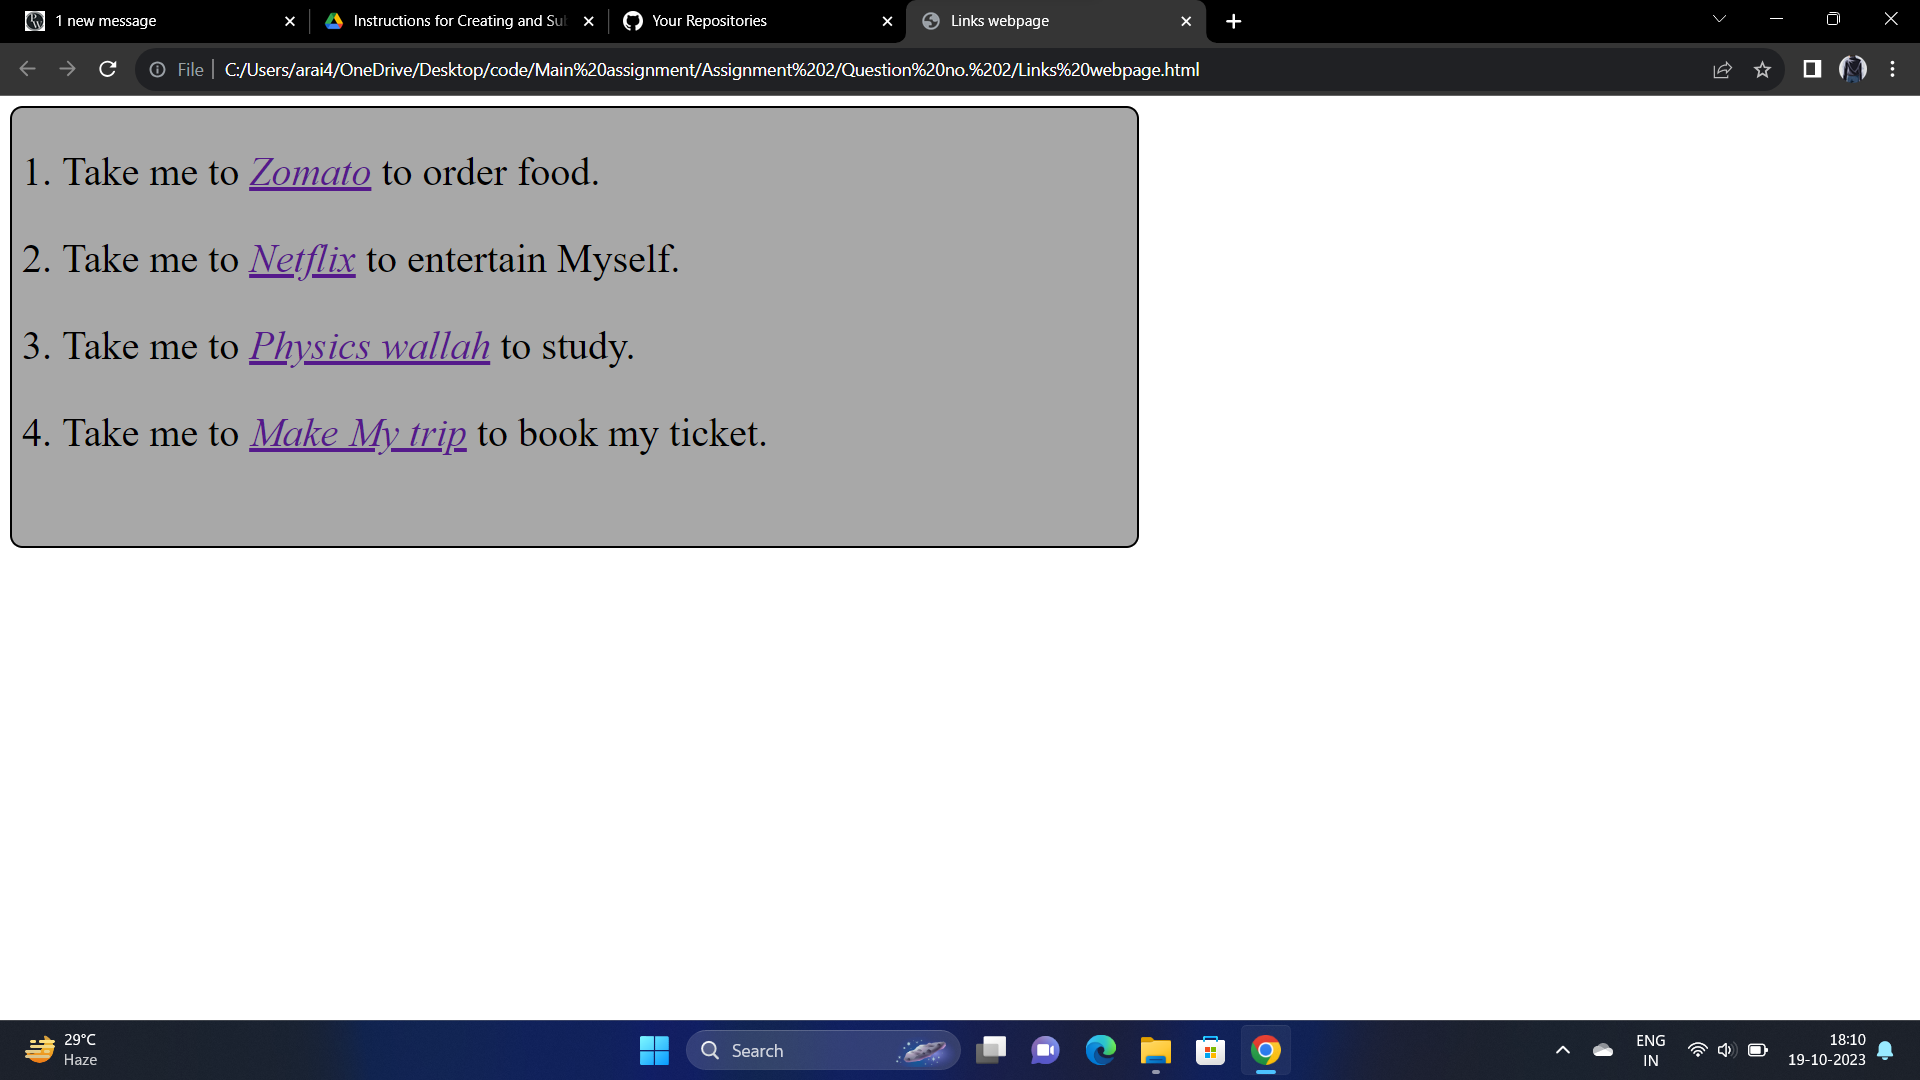 1 new message
Instructions for Creating and Sub
Your Repositories
Links webpage
File
C:/Users/arai4/OneDrive/Desktop/code/Main%20assignment/Assignment%202/Question%20no.%202/Links%20webpage.html
1. Take me to Zomato to order food.
2. Take me to Netflix to entertain Myself.
3. Take me to Physics wallah to study.
4. Take me to Make My trip to book my ticket.
29°C
Haze
Search
ENG
IN
18:10
19-10-2023